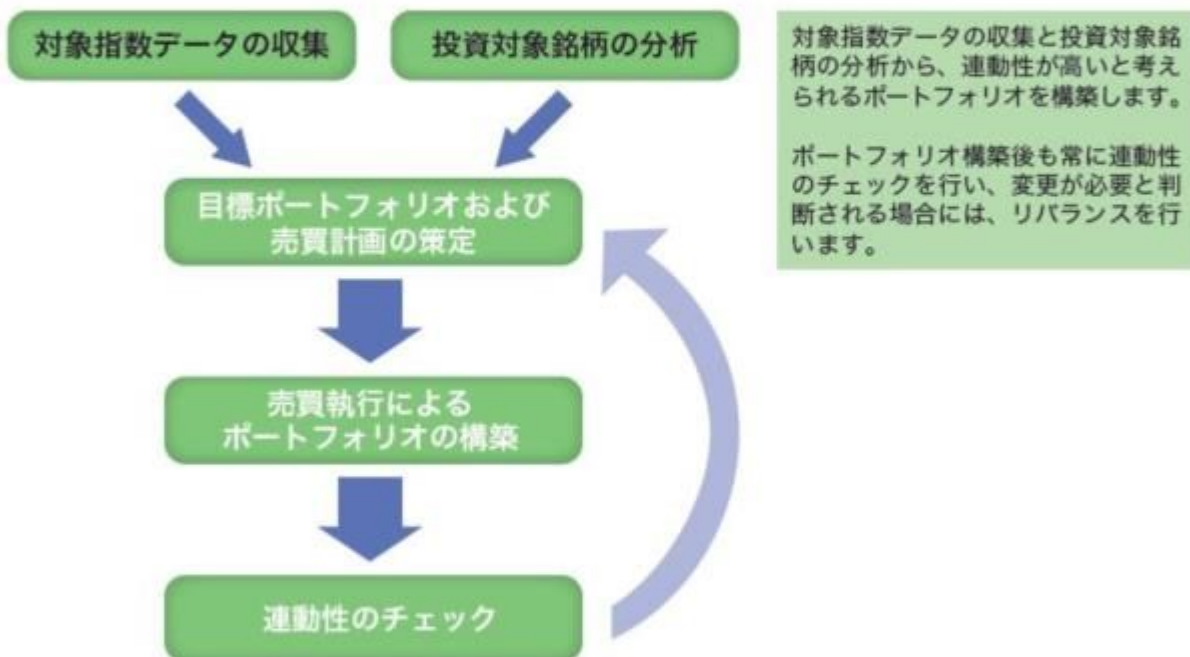 対象指数データの収集
投資対象銘柄の分析
目標ポートフォリオおよび
売買計画の策定
売買執行による
ポートフォリオの構築
連動性のチェック
対象指数データの収集と投資対象銘
柄の分析から、連動性が高いと考え
られるポートフォリオを構築します。
ポートフォリオ構築後も常に連動性
のチェックを行い、変更が必要と判
断される場合には、リバランスを行
います。